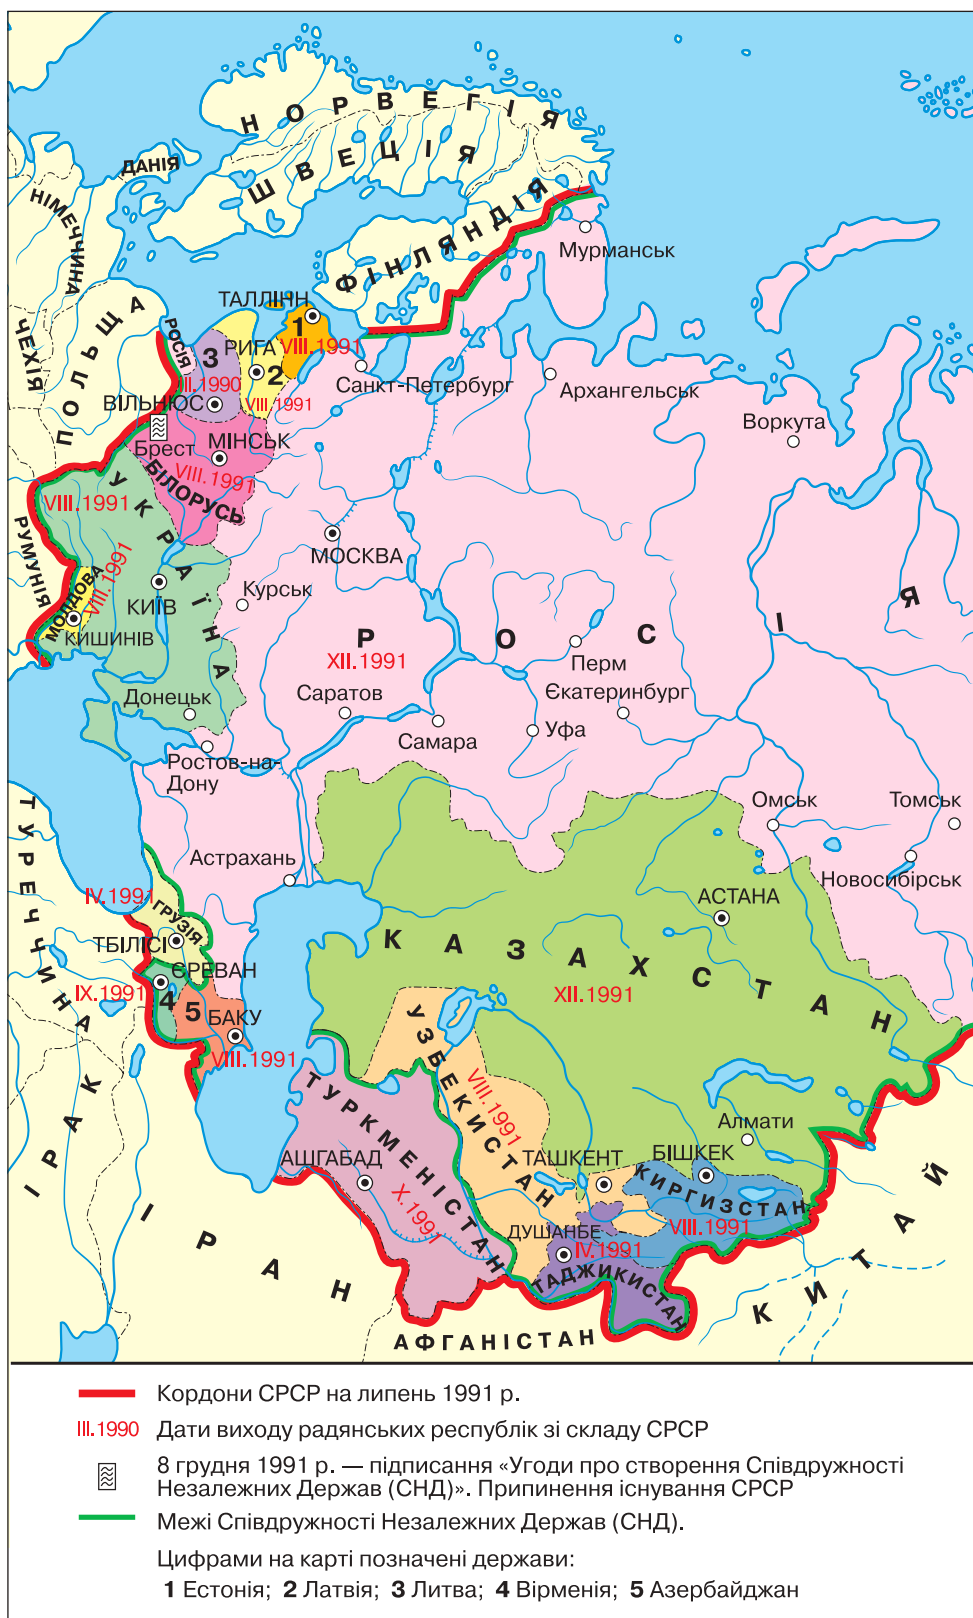 НОРВЕГІЯ
ШВЕЦІЯ
ДАНІЯ
НІМЕЧЧИНА
ФІНЛЯНДІЯ
Мурманськ
ЧЕХІЯ
ПОЛЬЩА
РОСІЯ
ТАЛЛІНН
1
VIII.1991
3
РИГА
2
III.1990
VIII.1991
ВІЛЬНЮС
Санкт-Петербург
Архангельськ
Воркута
Брест
МІНСЬК
VIII.1991
БІЛОРУСЬ
VIII.1991
УКРАЇНА
РУМУНІЯ
МОЛДОВА
VIII.1991
КИШИНІВ
КИЇВ
МОСКВА
Курськ
РОСІЯ
XII.1991
Перм
Єкатеринбург
Донецьк
Саратов
Самара
Уфа
Ростов-на-
Дону
Омськ
Томськ
Новосибірськ
Астрахань
АСТАНА
ТУРЕЧЧИНА
IV.1991
ГРУЗІЯ
ТБІЛІСІ
ЄРЕВАН
IX.1991
4
5
БАКУ
VIII.1991
КАЗАХСТАН
XII.1991
УЗБЕКИСТАН
VIII.1991
ТУРКМЕНІСТАН
X.1991
АШГАБАД
ТАШКЕНТ
Алмати
БІШКЕК
КИРГИЗСТАН
VIII.1991
ДУШАНБЕ
IV.1991
ТАДЖИКИСТАН
ІРАК
ІРАН
АФГАНІСТАН
КИТАЙ
Кордони СРСР на липень 1991 р.
III.1990 Дати виходу радянських республік зі складу СРСР
8 грудня 1991 р. — підписання «Угоди про створення Співдружності
Незалежних Держав (СНД)». Припинення існування СРСР
Межі Співдружності Незалежних Держав (СНД).
Цифрами на карті позначені держави:
1 Естонія; 2 Латвія; 3 Литва; 4 Вірменія; 5 Азербайджан